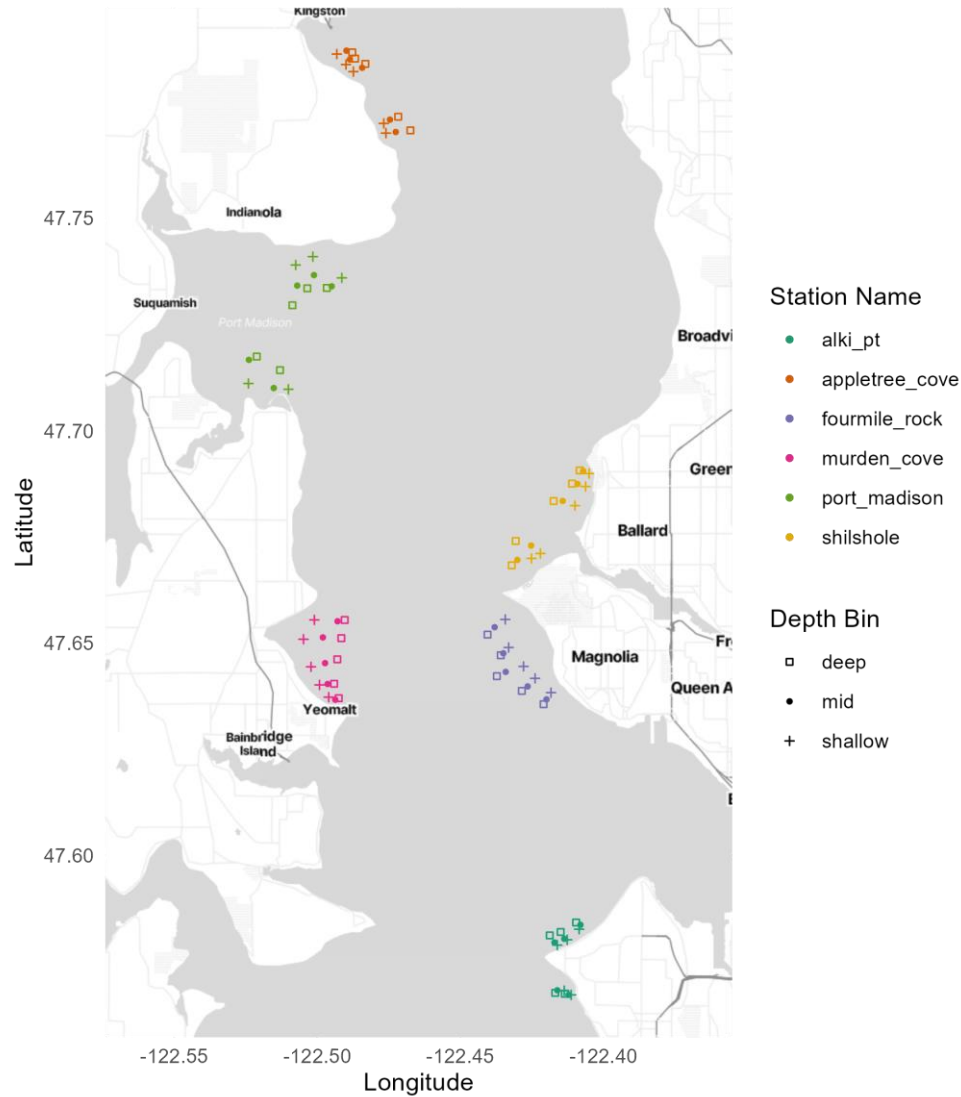 Kingston
Indianola
47.75
Suquamish
Port Madison
Broadvi
47.70
Green
Ballard
47.65
Magnolia
Fr
Queen A
Yeomalt
Bainbridge
Island
47.60
-122.55
-122.50
-122.45
-122.40
Longitude
Latitude
Station Name
alki_pt
appletree_cove
fourmile_rock
murden_cove
port_madison
shilshole
Depth Bin
deep
mid
shallow